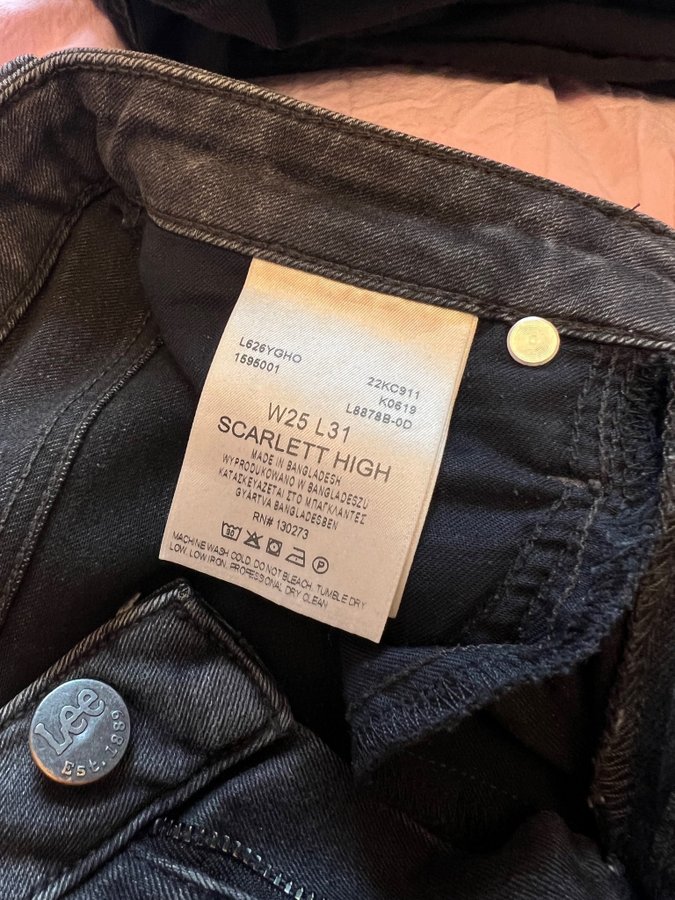 L626YGHO
1595001
22KC911
K0619
L8878B-0D
W25 L31
SCARLETT HIGH
MADE IN BANGLADESH
WYPRODUKOWANO W BANGLADESZU
ΚΑΤΑΣΚΕΥΑΖΕΤΑΙ ΣΤΟ ΜΠΑΓΚΛΑΝΤΕΣ
GYÁRTVA BANGLADESBEN
RN# 130273
30
P
MACHINE WASH COLD, DO NOT BLEACH, TUMBLE DRY
LOW, LOW IRON, PROFESSIONAL DRY CLEAN
Lee
EST. 1889